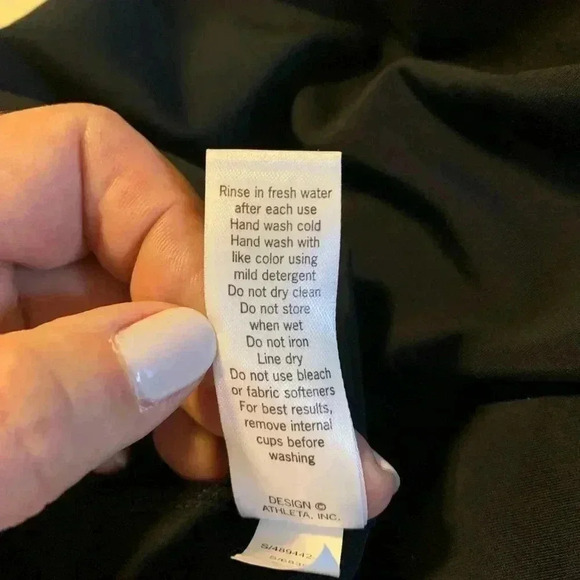 Rinse in fresh water
after each use
Hand wash cold
Hand wash with
like color using
mild detergent
Do not dry clean
Do not store
when wet
Do not iron
Line dry
Do not use bleach
or fabric softeners
For best results,
remove internal
cups before
washing
DESIGN ©
ATHLETA, INC.
S/489442